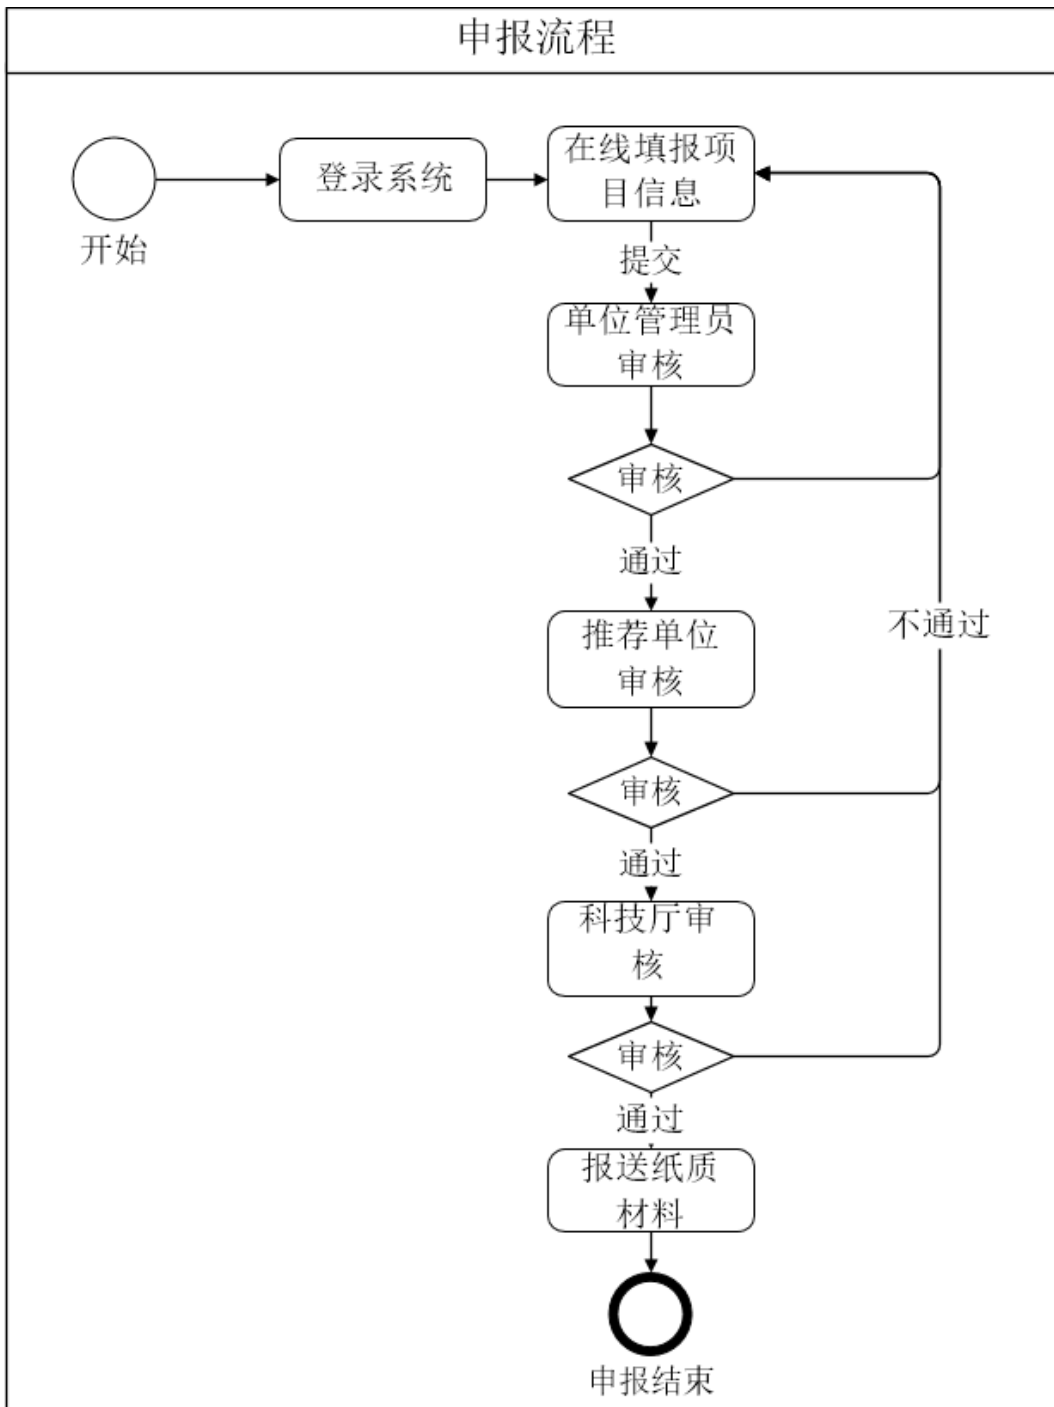 申报流程
开始
登录系统
在线填报项
目信息
提交
单位管理员
审核
审核
通过
不通过
推荐单位
审核
审核
通过
科技厅审
核
审核
通过
报送纸质
材料
申报结束